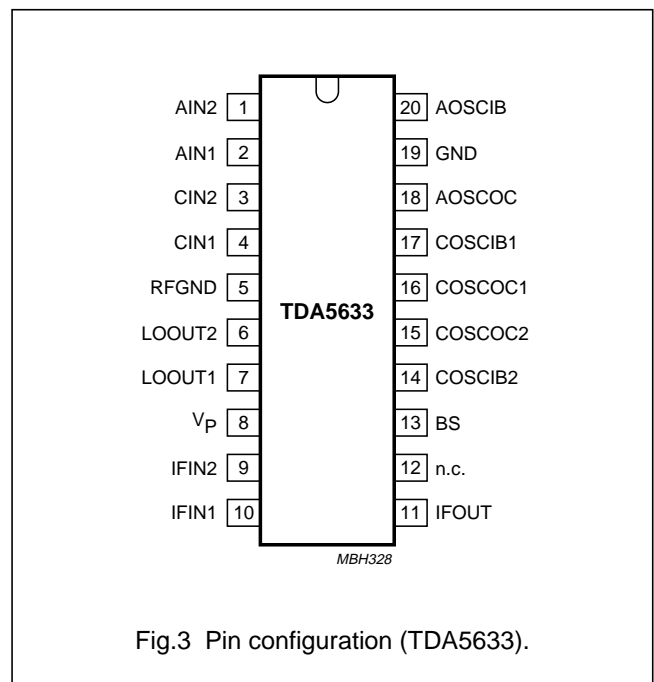 AIN2 1
AIN1 2
CIN2 3
CIN1 4
RFGND 5
LOOUT2 6
LOOUT1 7
VP 8
IFIN2 9
IFIN1 10
TDA5633
20 AOSCIB
19 GND
18 AOSCOC
17 COSCIB1
16 COSCOC1
15 COSCOC2
14 COSCIB2
13 BS
12 n.c.
11 IFOUT
MBH328
Fig.3 Pin configuration (TDA5633).